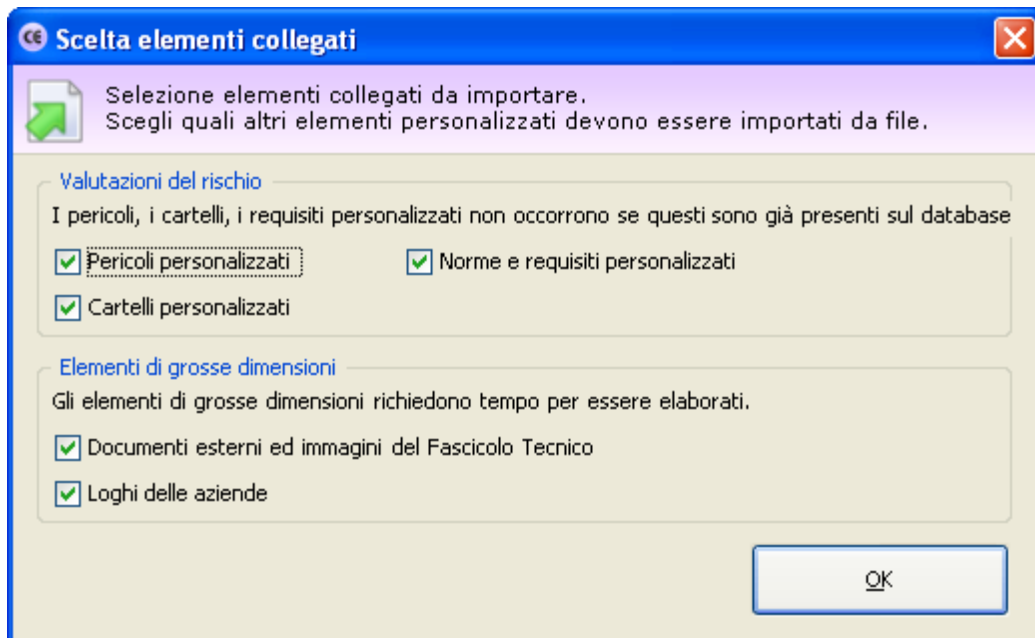 CE Scelta elementi collegati
Selezione elementi collegati da importare.
Scegli quali altri elementi personalizzati devono essere importati da file.
Valutazioni del rischio
I pericoli, i cartelli, i requisiti personalizzati non occorrono se questi sono già presenti sul database
Pericoli personalizzati
Norme e requisiti personalizzati
Cartelli personalizzati
Elementi di grosse dimensioni
Gli elementi di grosse dimensioni richiedono tempo per essere elaborati.
Documenti esterni ed immagini del Fascicolo Tecnico
Loghi delle aziende
OK